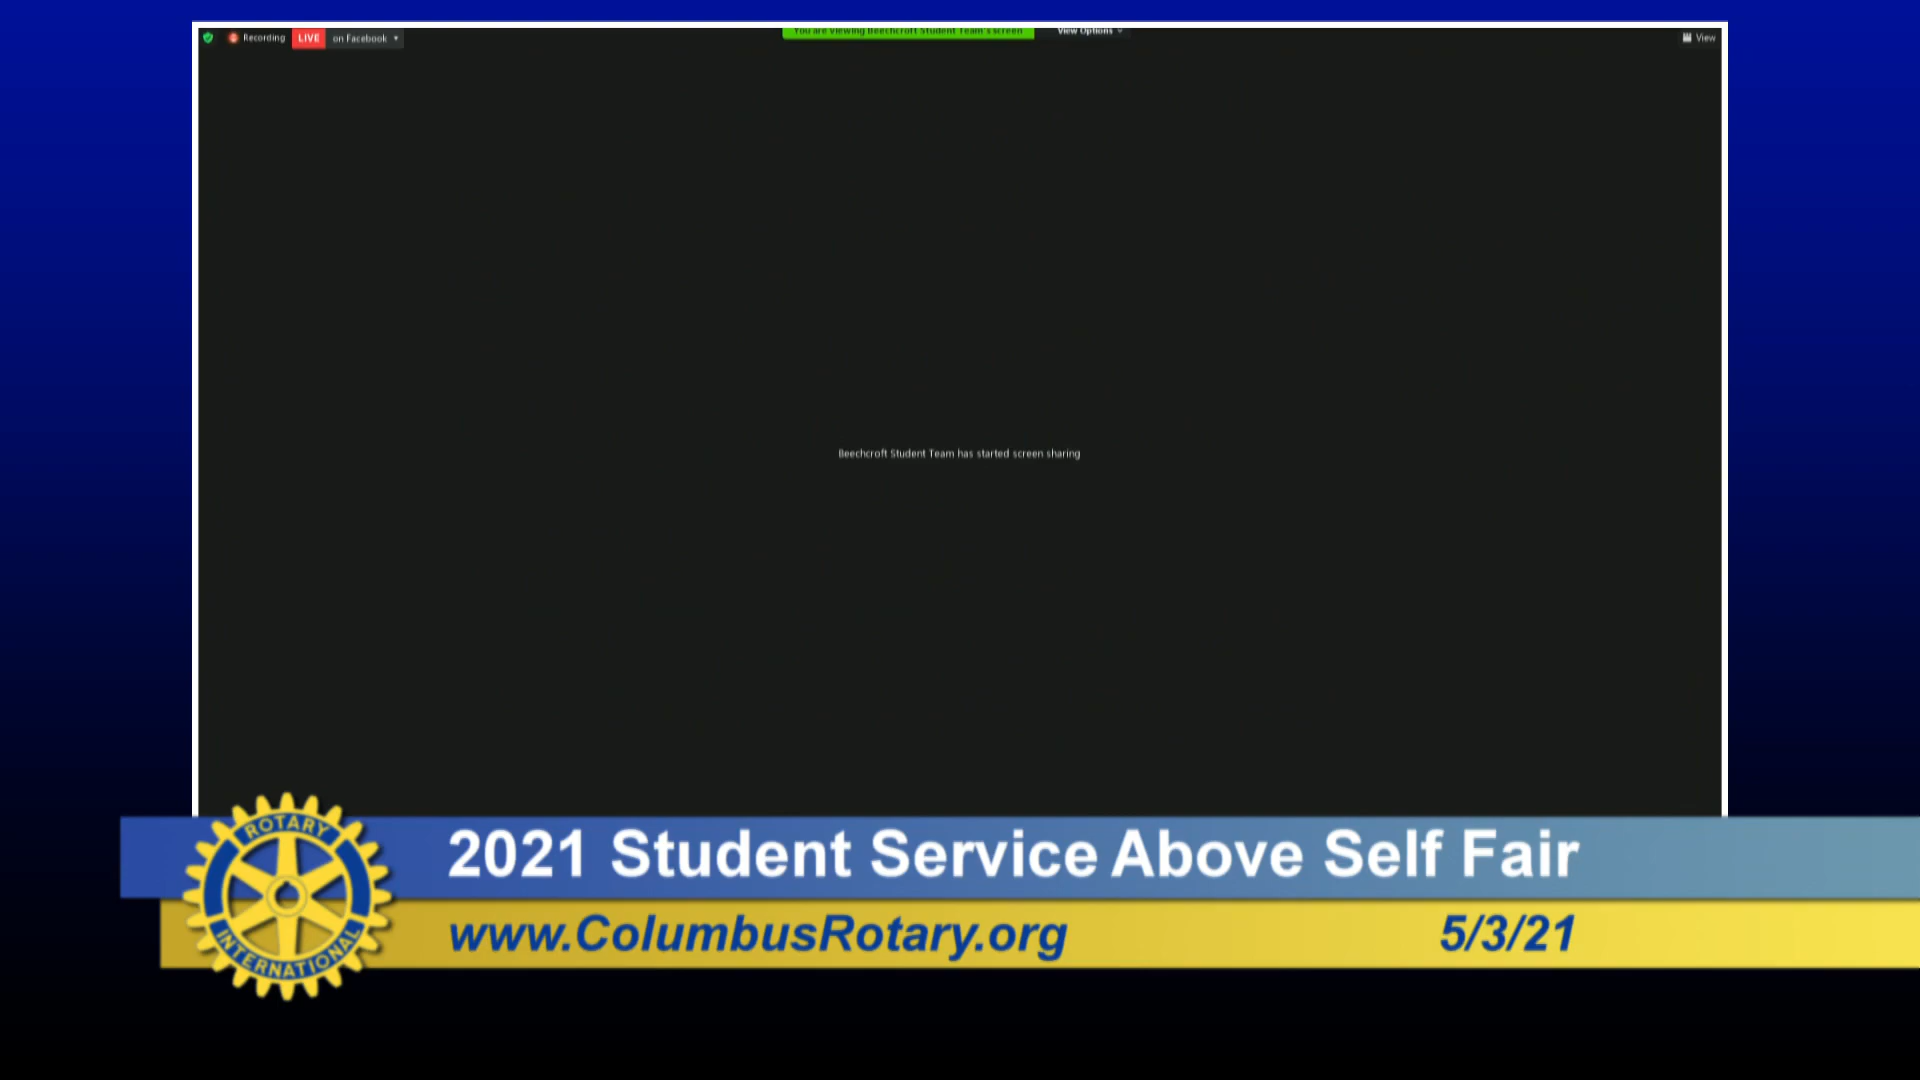 Recording LIVE on Facebook
You are viewing Beechcroft Student Team's screen View Options
View
Beechcroft Student Team has started screen sharing
ROTARY
INTERNATIONAL
2021 Student Service Above Self Fair
www.ColumbusRotary.org 5/3/21